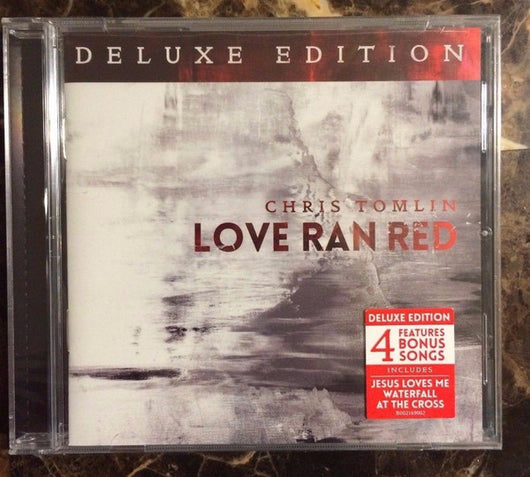 DELUXE EDITION
CHRIS TOMLIN
LOVE RAN RED
DELUXE EDITION
4 FEATURES
BONUS
SONGS
INCLUDES
JESUS LOVES ME
WATERFALL
AT THE CROSS
B002169002